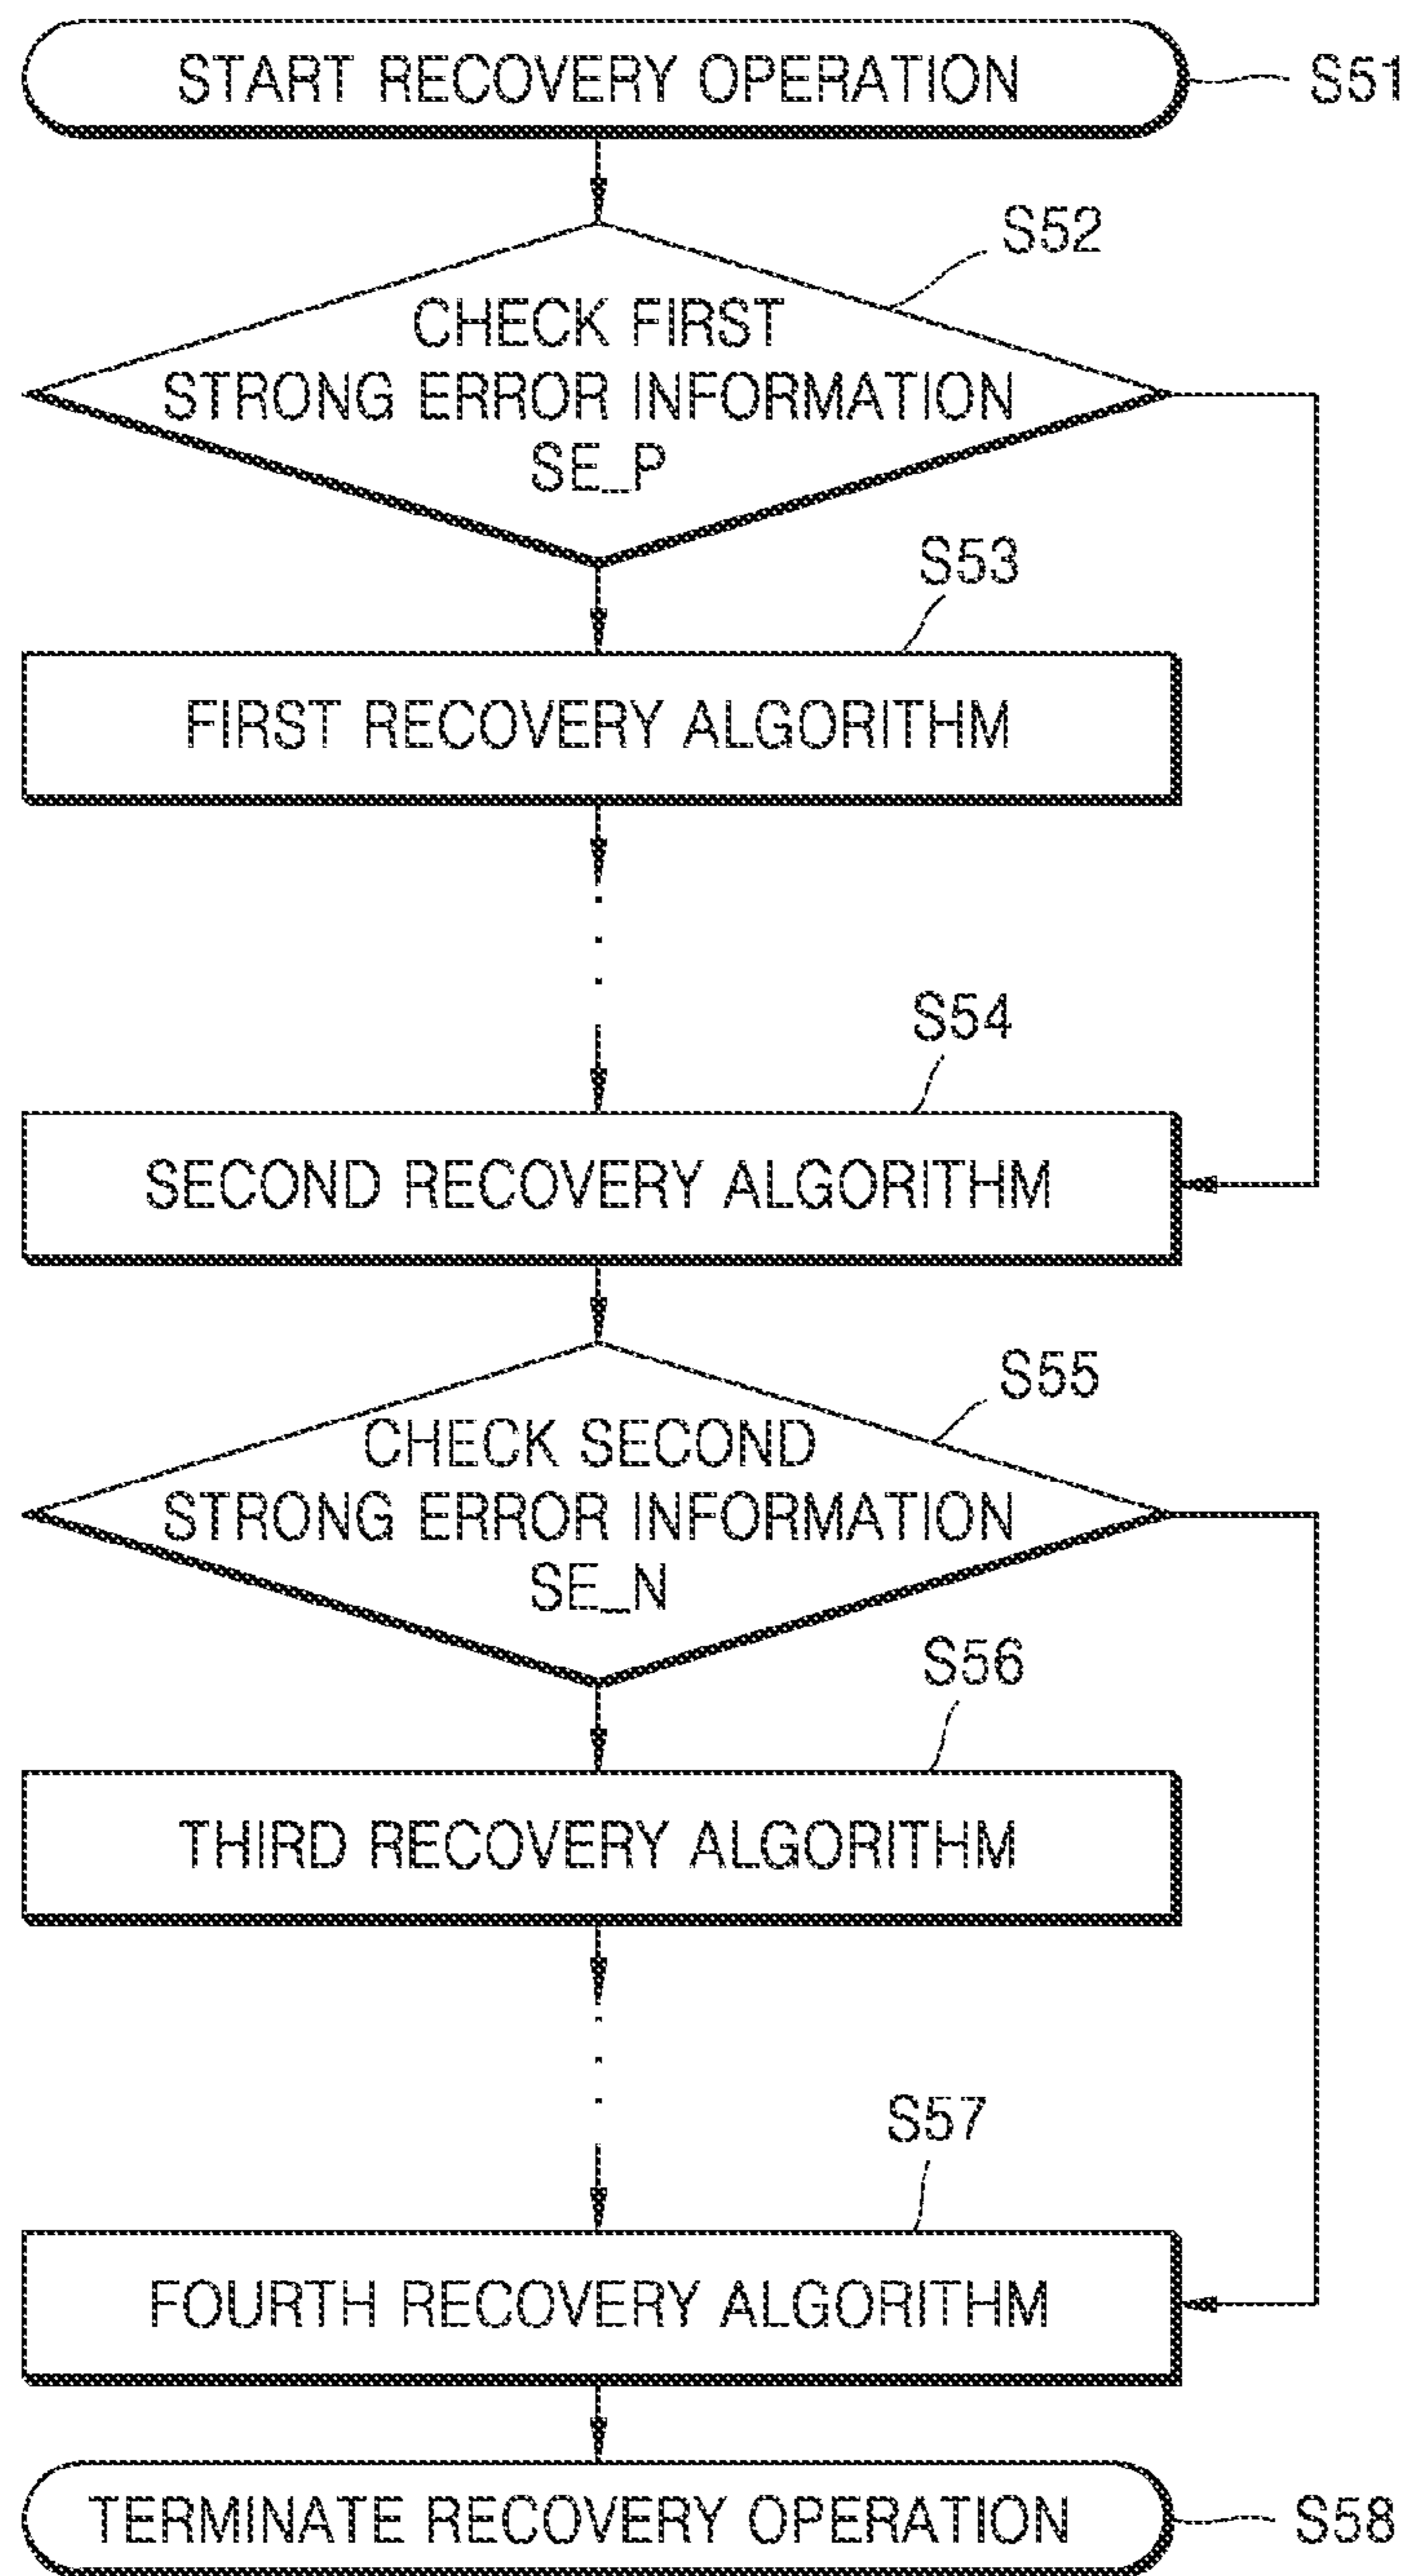 START RECOVERY OPERATION
S51
S52
CHECK FIRST
STRONG ERROR INFORMATION
SE_P
S53
FIRST RECOVERY ALGORITHM
S54
SECOND RECOVERY ALGORITHM
S55
CHECK SECOND
STRONG ERROR INFORMATION
SE_N
S56
THIRD RECOVERY ALGORITHM
S57
FOURTH RECOVERY ALGORITHM
TERMINATE RECOVERY OPERATION
S58